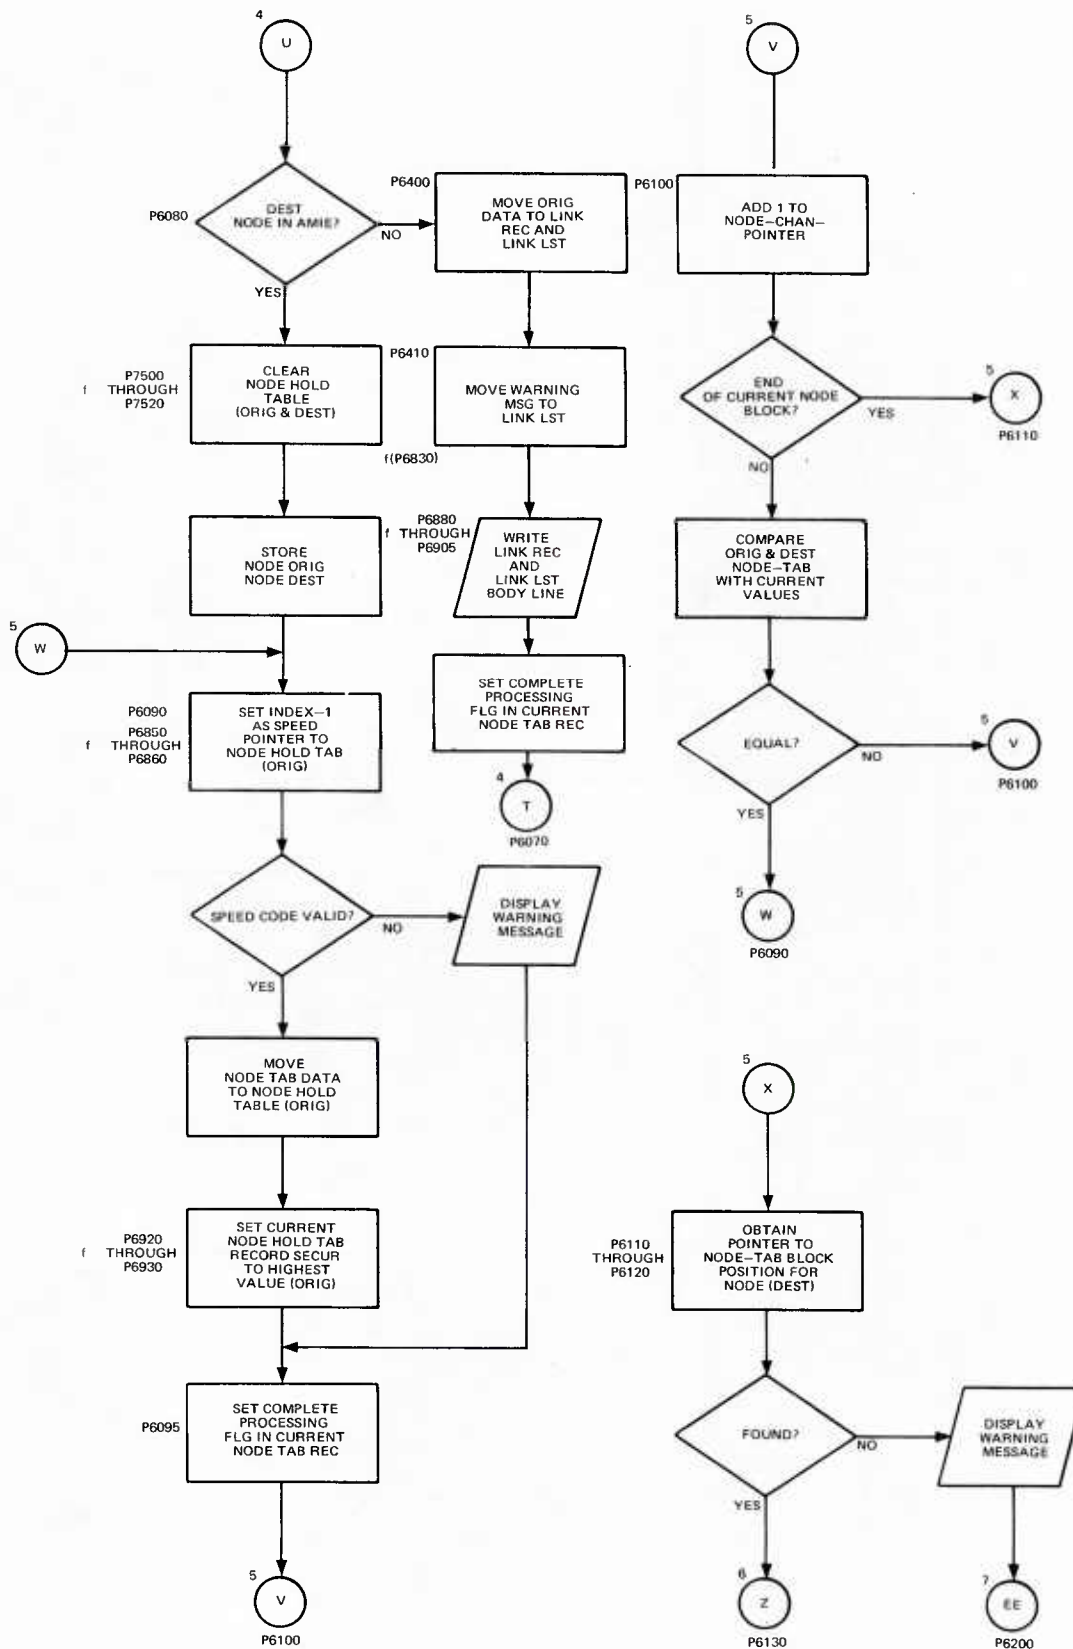 4
U
P6080
DEST
NODE IN AMIE?
NO
YES
P6400
MOVE ORIG
DATA TO LINK
REC AND
LINK LST
P7500
f THROUGH
P7520
CLEAR
NODE HOLD
TABLE
(ORIG & DEST)
P6410
MOVE WARNING
MSG TO
LINK LST
f(P6830)
STORE
NODE ORIG
NODE DEST
P6880
f THROUGH
P6905
WRITE
LINK REC
AND
LINK LST
BODY LINE
5
W
P6090
P6850
f THROUGH
P6860
SET INDEX–1
AS SPEED
POINTER TO
NODE HOLD TAB
(ORIG)
SET COMPLETE
PROCESSING
FLG IN CURRENT
NODE TAB REC
4
T
P6070
SPEED CODE VALID?
NO
YES
DISPLAY
WARNING
MESSAGE
MOVE
NODE TAB DATA
TO NODE HOLD
TABLE (ORIG)
P6920
f THROUGH
P6930
SET CURRENT
NODE HOLD TAB
RECORD SECUR
TO HIGHEST
VALUE (ORIG)
P6095
SET COMPLETE
PROCESSING
FLG IN CURRENT
NODE TAB REC
5
V
P6100
5
V
P6100
ADD 1 TO
NODE–CHAN–
POINTER
END
OF CURRENT NODE
BLOCK?
YES
NO
5
X
P6110
COMPARE
ORIG & DEST
NODE–TAB
WITH CURRENT
VALUES
EQUAL?
NO
YES
5
V
P6100
5
W
P6090
5
X
P6110
THROUGH
P6120
OBTAIN
POINTER TO
NODE–TAB BLOCK
POSITION FOR
NODE (DEST)
FOUND?
NO
YES
DISPLAY
WARNING
MESSAGE
6
Z
P6130
7
EE
P6200